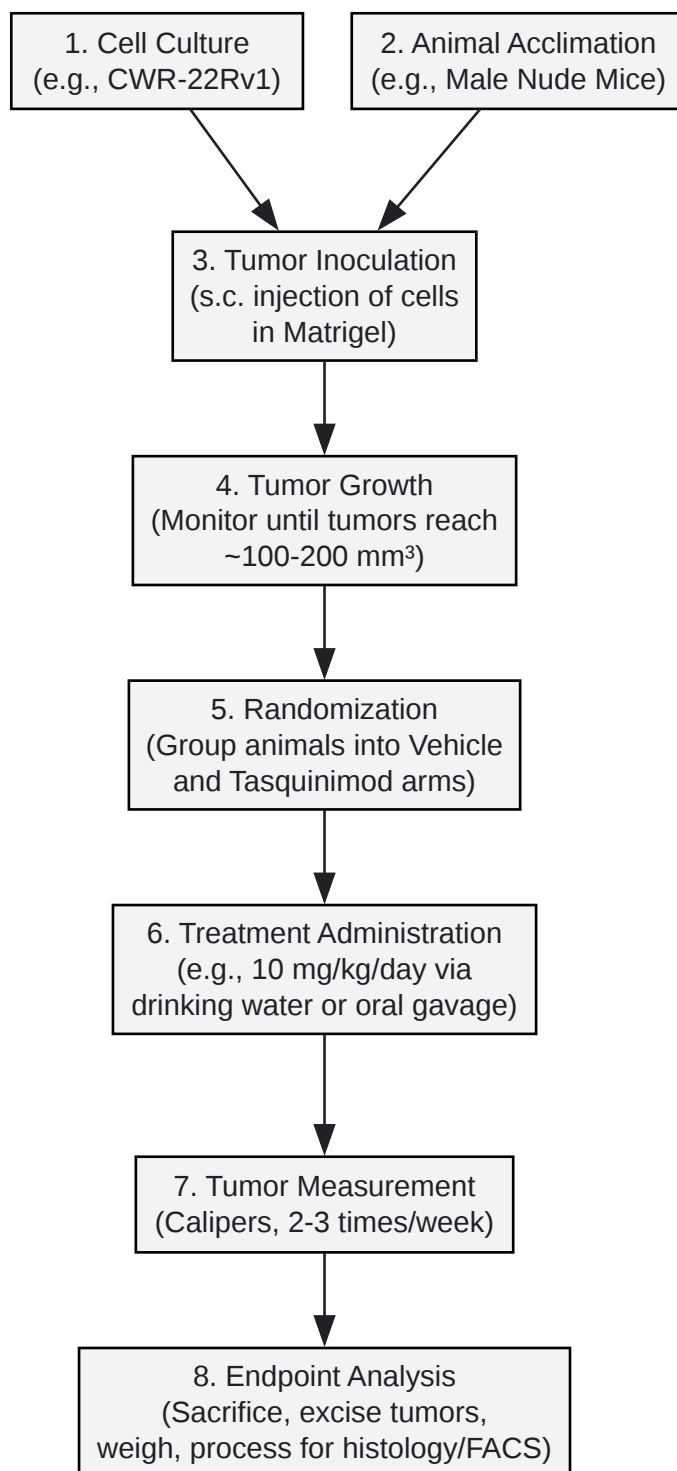 1. Cell Culture
(e.g., CWR-22Rv1)
2. Animal Acclimation
(e.g., Male Nude Mice)
3. Tumor Inoculation
(s.c. injection of cells
in Matrigel)
4. Tumor Growth
(Monitor until tumors reach
~100-200 mm³)
5. Randomization
(Group animals into Vehicle
and Tasquinimod arms)
6. Treatment Administration
(e.g., 10 mg/kg/day via
drinking water or oral gavage)
7. Tumor Measurement
(Calipers, 2-3 times/week)
8. Endpoint Analysis
(Sacrifice, excise tumors,
weigh, process for histology/FACS)